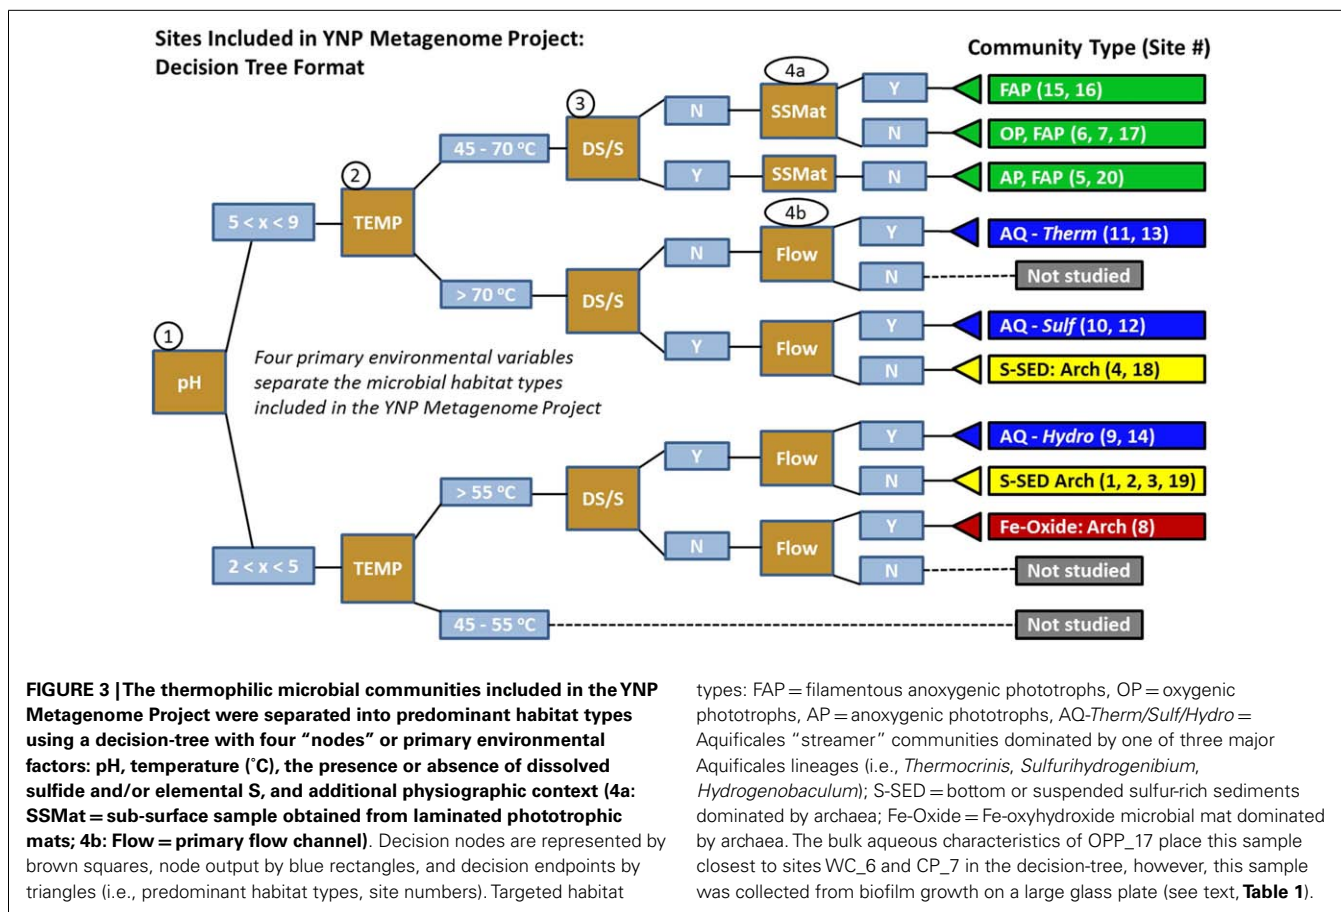 Sites Included in YNP Metagenome Project:
Decision Tree Format
Community Type (Site #)
4a
Y
FAP (15, 16)
3
N
SSMat
45 - 70 °C
DS/S
N
OP, FAP (6, 7, 17)
2
Y
SSMat
N
AP, FAP (5, 20)
5 < x < 9
TEMP
4b
Y
AQ - Therm (11, 13)
N
Flow
> 70 °C
DS/S
N
Not studied
1
pH
Four primary environmental variables
separate the microbial habitat types
included in the YNP Metagenome Project
Y
Flow
Y
AQ - Sulf (10, 12)
N
S-SED: Arch (4, 18)
Y
AQ - Hydro (9, 14)
Y
Flow
> 55 °C
DS/S
N
S-SED Arch (1, 2, 3, 19)
Y
Fe-Oxide: Arch (8)
2 < x < 5
TEMP
N
Flow
N
Not studied
45 - 55 °C
Not studied
FIGURE 3 | The thermophilic microbial communities included in the YNP
Metagenome Project were separated into predominant habitat types
using a decision-tree with four “nodes” or primary environmental
factors: pH, temperature (˚C), the presence or absence of dissolved
sulfide and/or elemental S, and additional physiographic context (4a:
SSMat = sub-surface sample obtained from laminated phototrophic
mats; 4b: Flow = primary flow channel). Decision nodes are represented by
brown squares, node output by blue rectangles, and decision endpoints by
triangles (i.e., predominant habitat types, site numbers). Targeted habitat
types: FAP = filamentous anoxygenic phototrophs, OP = oxygenic
phototrophs, AP = anoxygenic phototrophs, AQ-Therm/Sulf/Hydro =
Aquificales “streamer” communities dominated by one of three major
Aquificales lineages (i.e., Thermocrinis, Sulfurihydrogenibium,
Hydrogenobaculum); S-SED = bottom or suspended sulfur-rich sediments
dominated by archaea; Fe-Oxide = Fe-oxyhydroxide microbial mat dominated
by archaea. The bulk aqueous characteristics of OPP_17 place this sample
closest to sites WC_6 and CP_7 in the decision-tree, however, this sample
was collected from biofilm growth on a large glass plate (see text, Table 1).